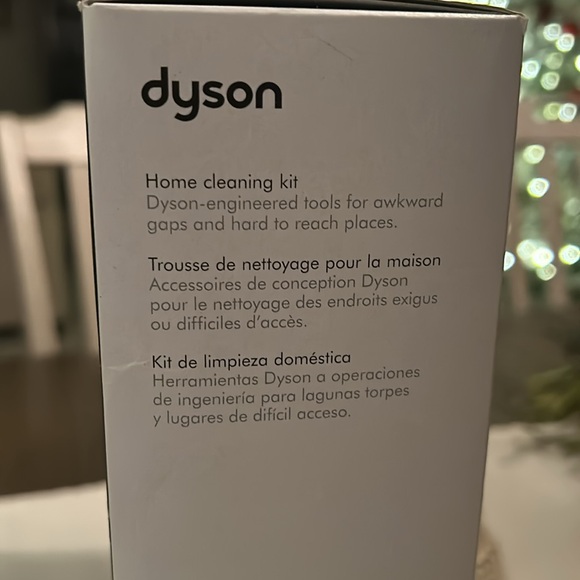 dyson
Home cleaning kit
Dyson-engineered tools for awkward
gaps and hard to reach places.
Trousse de nettoyage pour la maison
Accessoires de conception Dyson
pour le nettoyage des endroits exigus
ou difficiles d'accès.
Kit de limpieza doméstica
Herramientas Dyson a operaciones
de ingeniería para lagunas torpes
y lugares de difícil acceso.